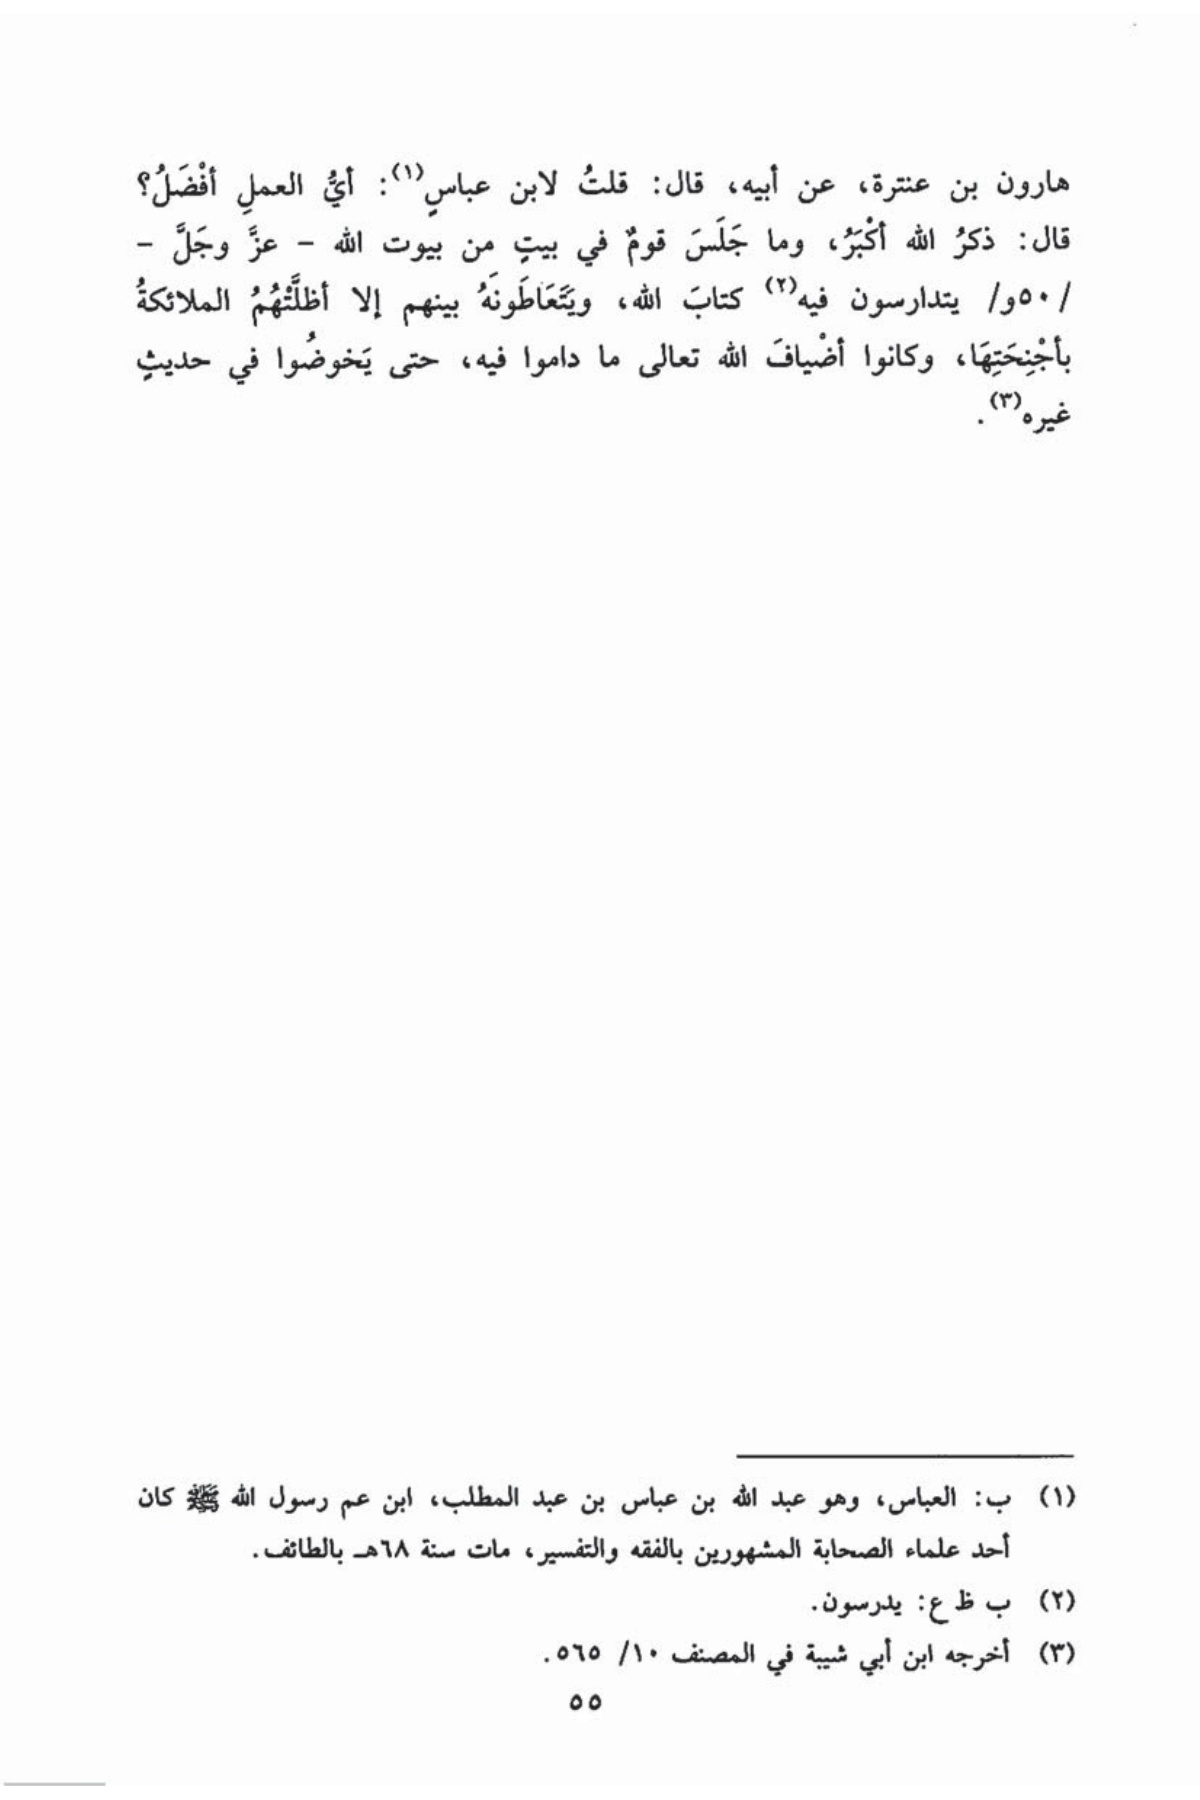 هارون بن عنترة، عن أبيه، قال: قلتُ لابن عباسٍ(١): أيُّ العملِ أفْضَلُ؟
قال: ذكرُ الله أكْبَرُ، وما جَلَسَ قومٌ في بيتٍ من بيوت الله – عزَّ وجَلَّ –
/٥٠و/ يتدارسون فيه(٢) كتابَ الله، ويَتَعَاطَونَهُ بينهم إلا أظلَّتْهُمُ الملائكةُ
بأجْنِحَتِهَا، وكانوا أضْيافَ الله تعالى ما داموا فيه، حتى يَخوضُوا في حديثٍ
غيره(٣).
(١) ب: العباس، وهو عبد الله بن عباس بن عبد المطلب، ابن عم رسول الله ﷺ كان
أحد علماء الصحابة المشهورين بالفقه والتفسير، مات سنة ٦٨هـ بالطائف.
(٢) ب ظ ع: يدرسون.
(٣) أخرجه ابن أبي شيبة في المصنف ١٠/ ٥٦٥.
٥٥